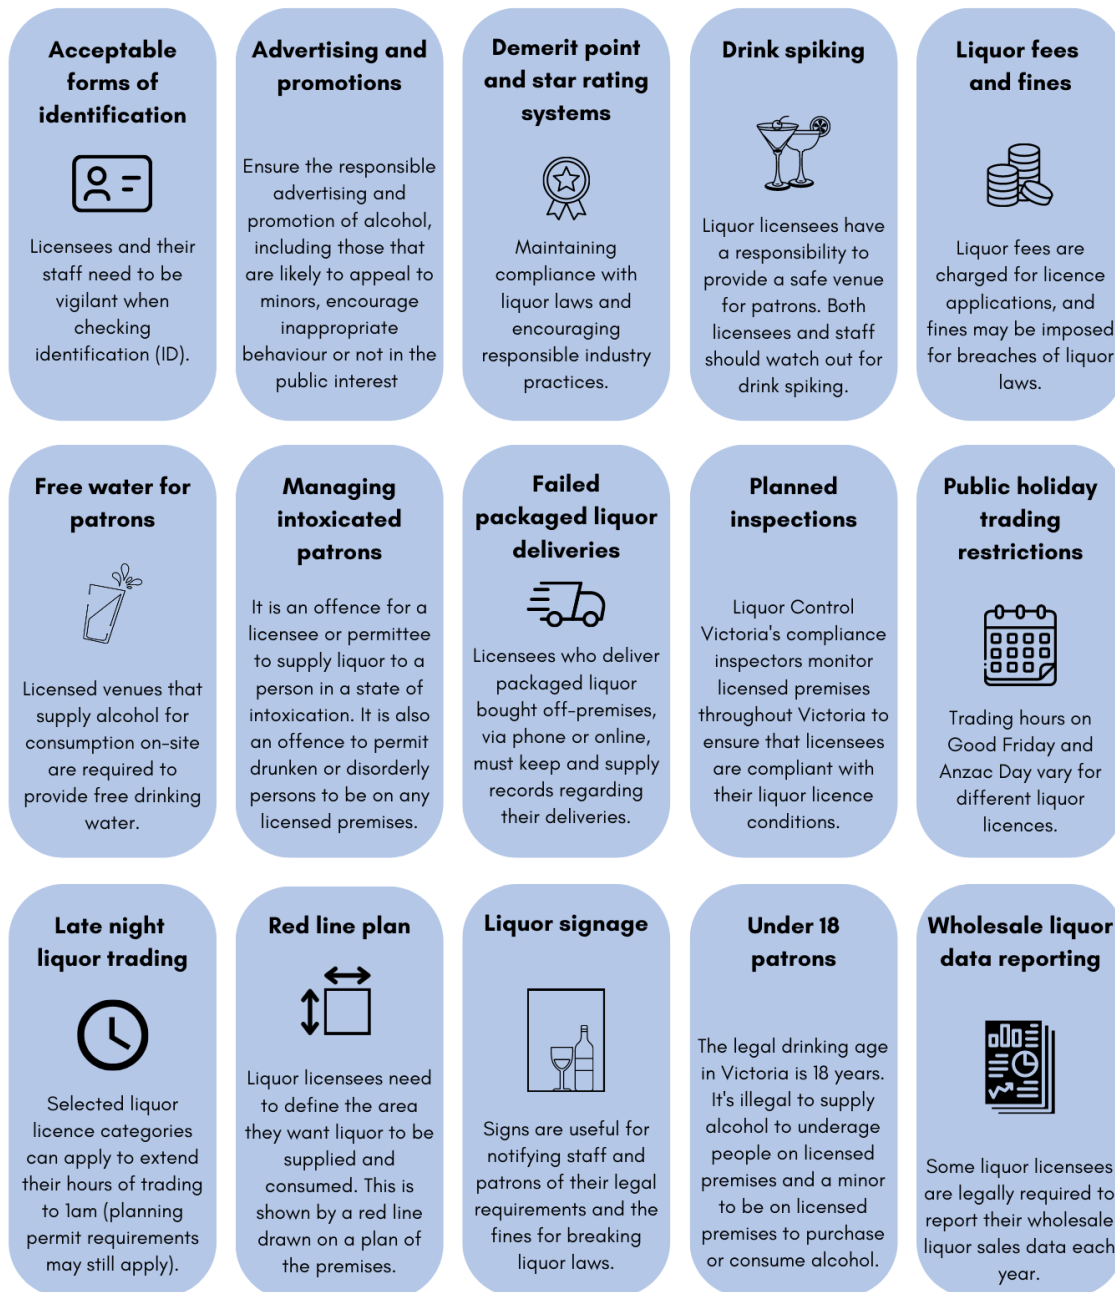 Acceptable
forms of
identification
Licensees and their
staff need to be
vigilant when
checking
identification (ID).
Advertising and
promotions
Ensure the responsible
advertising and
promotion of alcohol,
including those that
are likely to appeal to
minors, encourage
inappropriate
behaviour or not in the
public interest
Demerit point
and star rating
systems
Maintaining
compliance with
liquor laws and
encouraging
responsible industry
practices.
Drink spiking
Liquor licensees have
a responsibility to
provide a safe venue
for patrons. Both
licensees and staff
should watch out for
drink spiking.
Liquor fees
and fines
Liquor fees are
charged for licence
applications, and
fines may be imposed
for breaches of liquor
laws.
Free water for
patrons
Licensed venues that
supply alcohol for
consumption on-site
are required to
provide free drinking
water.
Managing
intoxicated
patrons
It is an offence for a
licensee or permittee
to supply liquor to a
person in a state of
intoxication. It is also
an offence to permit
drunken or disorderly
persons to be on any
licensed premises.
Failed
packaged liquor
deliveries
Licensees who deliver
packaged liquor
bought off-premises,
via phone or online,
must keep and supply
records regarding
their deliveries.
Planned
inspections
Liquor Control
Victoria's compliance
inspectors monitor
licensed premises
throughout Victoria to
ensure that licensees
are compliant with
their liquor licence
conditions.
Public holiday
trading
restrictions
Trading hours on
Good Friday and
Anzac Day vary for
different liquor
licences.
Late night
liquor trading
Selected liquor
licence categories
can apply to extend
their hours of trading
to 1am (planning
permit requirements
may still apply).
Red line plan
Liquor licensees need
to define the area
they want liquor to be
supplied and
consumed. This is
shown by a red line
drawn on a plan of
the premises.
Liquor signage
Signs are useful for
notifying staff and
patrons of their legal
requirements and the
fines for breaking
liquor laws.
Under 18
patrons
The legal drinking age
in Victoria is 18 years.
It's illegal to supply
alcohol to underage
people on licensed
premises and a minor
to be on licensed
premises to purchase
or consume alcohol.
Wholesale liquor
data reporting
Some liquor licensees
are legally required to
report their wholesale
liquor sales data each
year.